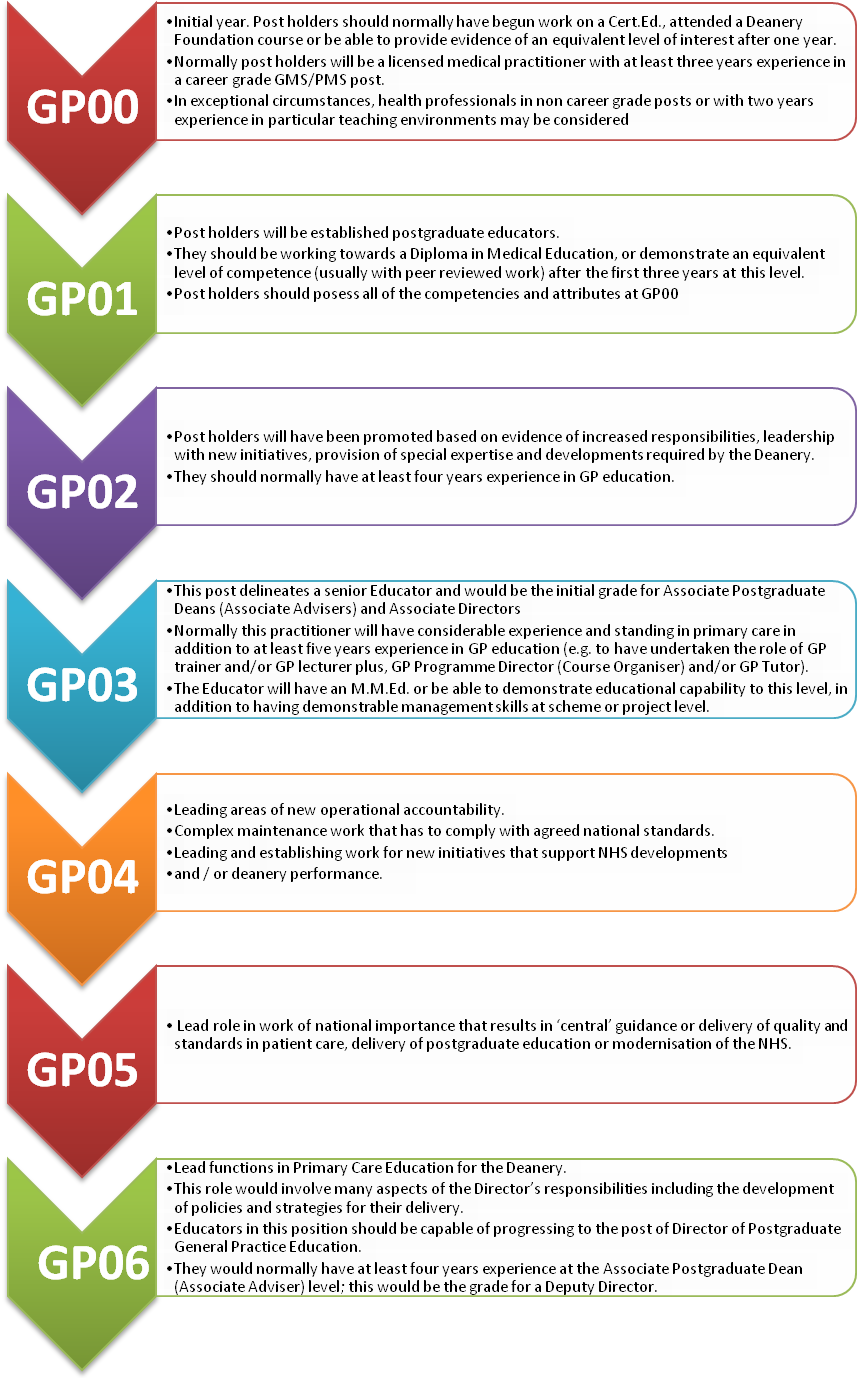 GP00
•Initial year. Post holders should normally have begun work on a Cert.Ed., attended a Deanery
Foundation course or be able to provide evidence of an equivalent level of interest after one year.
•Normally post holders will be a licensed medical practitioner with at least three years experience in
a career grade GMS/PMS post.
•In exceptional circumstances, health professionals in non career grade posts or with two years
experience in particular teaching environments may be considered
GP01
•Post holders will be established postgraduate educators.
•They should be working towards a Diploma in Medical Education, or demonstrate an equivalent
level of competence (usually with peer reviewed work) after the first three years at this level.
•Post holders should posess all of the competencies and attributes at GP00
GP02
•Post holders will have been promoted based on evidence of increased responsibilities, leadership
with new initiatives, provision of special expertise and developments required by the Deanery.
•They should normally have at least four years experience in GP education.
GP03
•This post delineates a senior Educator and would be the initial grade for Associate Postgraduate
Deans (Associate Advisers) and Associate Directors
•Normally this practitioner will have considerable experience and standing in primary care in
addition to at least five years experience in GP education (e.g. to have undertaken the role of GP
trainer and/or GP lecturer plus, GP Programme Director (Course Organiser) and/or GP Tutor).
•The Educator will have an M.M.Ed. or be able to demonstrate educational capability to this level, in
addition to having demonstrable management skills at scheme or project level.
GP04
•Leading areas of new operational accountability.
•Complex maintenance work that has to comply with agreed national standards.
•Leading and establishing work for new initiatives that support NHS developments
•and / or deanery performance.
GP05
• Lead role in work of national importance that results in ‘central’ guidance or delivery of quality and
standards in patient care, delivery of postgraduate education or modernisation of the NHS.
GP06
•Lead functions in Primary Care Education for the Deanery.
•This role would involve many aspects of the Director’s responsibilities including the development
of policies and strategies for their delivery.
•Educators in this position should be capable of progressing to the post of Director of Postgraduate
General Practice Education.
•They would normally have at least four years experience at the Associate Postgraduate Dean
(Associate Adviser) level; this would be the grade for a Deputy Director.